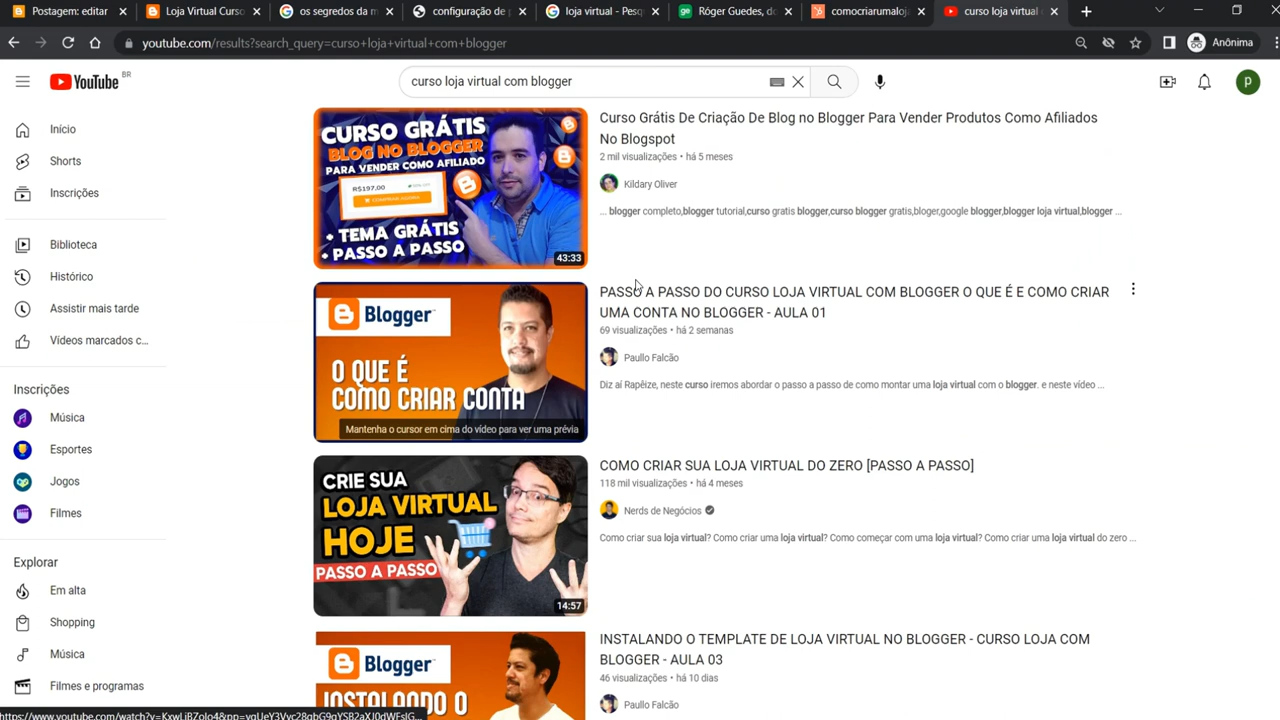 Postagem: editar
Loja Virtual Curso
os segredos da m
configuração de p
loja virtual - Pesq
Róger Guedes, do
comocriarumaloja
curso loja virtual
youtube.com/results?search_query=curso+loja+virtual+com+blogger
Anônima
YouTube BR
curso loja virtual com blogger
p
Início
Shorts
Inscrições
Biblioteca
Histórico
Assistir mais tarde
Vídeos marcados c...
Inscrições
Música
Esportes
Jogos
Filmes
Explorar
Em alta
Shopping
Música
Filmes e programas
CURSO GRÁTIS
BLOG NO BLOGGER
PARA VENDER COMO AFILIADO
R$197,00
+ TEMA GRÁTIS
+ PASSO A PASSO
43:33
Curso Grátis De Criação De Blog no Blogger Para Vender Produtos Como Afiliados
No Blogspot
2 mil visualizações • há 5 meses
Kildary Oliver
... blogger completo,blogger tutorial,curso gratis blogger,curso blogger gratis,bloger,google blogger,blogger loja virtual,blogger ...
Blogger
O QUE É
COMO CRIAR CONTA
Mantenha o cursor em cima do vídeo para ver uma prévia
PASSO A PASSO DO CURSO LOJA VIRTUAL COM BLOGGER O QUE É E COMO CRIAR
UMA CONTA NO BLOGGER - AULA 01
69 visualizações • há 2 semanas
Paullo Falcão
Diz aí Rapêize, neste curso iremos abordar o passo a passo de como montar uma loja virtual com o blogger. e neste vídeo ...
CRIE SUA
LOJA VIRTUAL
HOJE
PASSO A PASSO
14:57
COMO CRIAR SUA LOJA VIRTUAL DO ZERO [PASSO A PASSO]
118 mil visualizações • há 4 meses
Nerds de Negócios
Como criar sua loja virtual? Como criar uma loja virtual? Como começar com uma loja virtual? Como criar uma loja virtual do zero ...
Blogger
INSTALANDO O
INSTALANDO O TEMPLATE DE LOJA VIRTUAL NO BLOGGER - CURSO LOJA COM
BLOGGER - AULA 03
46 visualizações • há 10 dias
Paullo Falcão